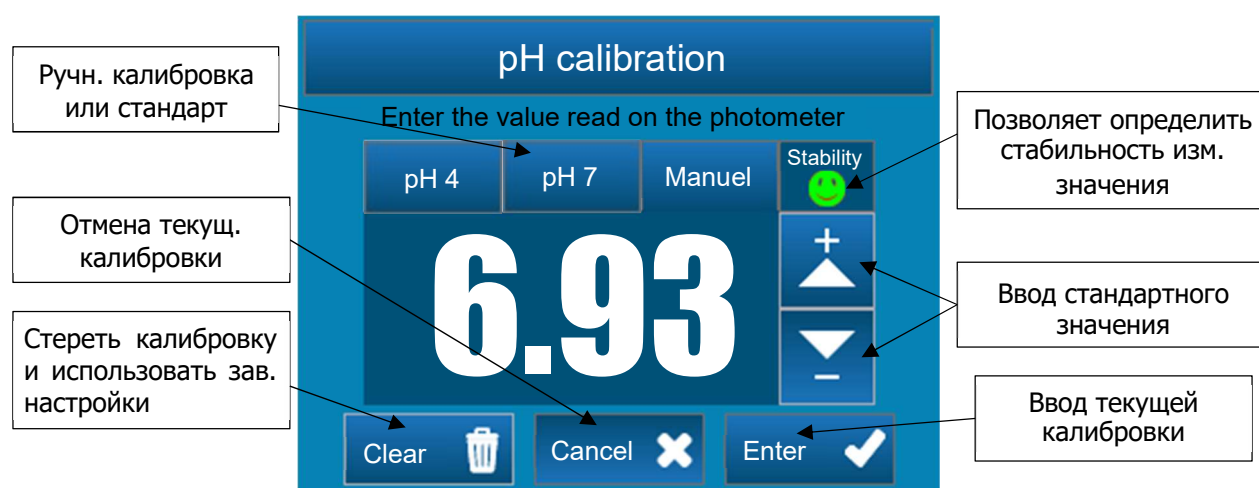 pH calibration
Ручн. калибровка
или стандарт
Enter the value read on the photometer
Позволяет определить
стабильность изм.
значения
pH 4
pH 7
Manuel
Stability
Отмена текущ.
калибровки
+
6.93
Ввод стандартного
значения
−
Стереть калибровку
и использовать зав.
настройки
Clear
Cancel
Enter
Ввод текущей
калибровки